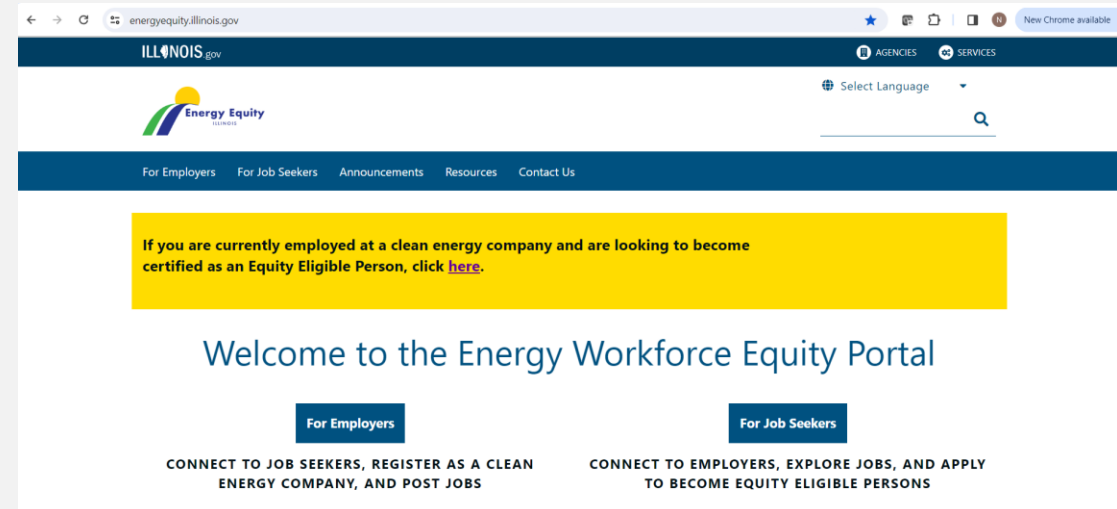 energyequity.illinois.gov
N
New Chrome available
ILLINOIS.gov
AGENCIES
SERVICES
Select Language
Energy Equity
ILLINOIS
For Employers For Job Seekers Announcements Resources Contact Us
If you are currently employed at a clean energy company and are looking to become
certified as an Equity Eligible Person, click here.
Welcome to the Energy Workforce Equity Portal
For Employers
CONNECT TO JOB SEEKERS, REGISTER AS A CLEAN
ENERGY COMPANY, AND POST JOBS
For Job Seekers
CONNECT TO EMPLOYERS, EXPLORE JOBS, AND APPLY
TO BECOME EQUITY ELIGIBLE PERSONS